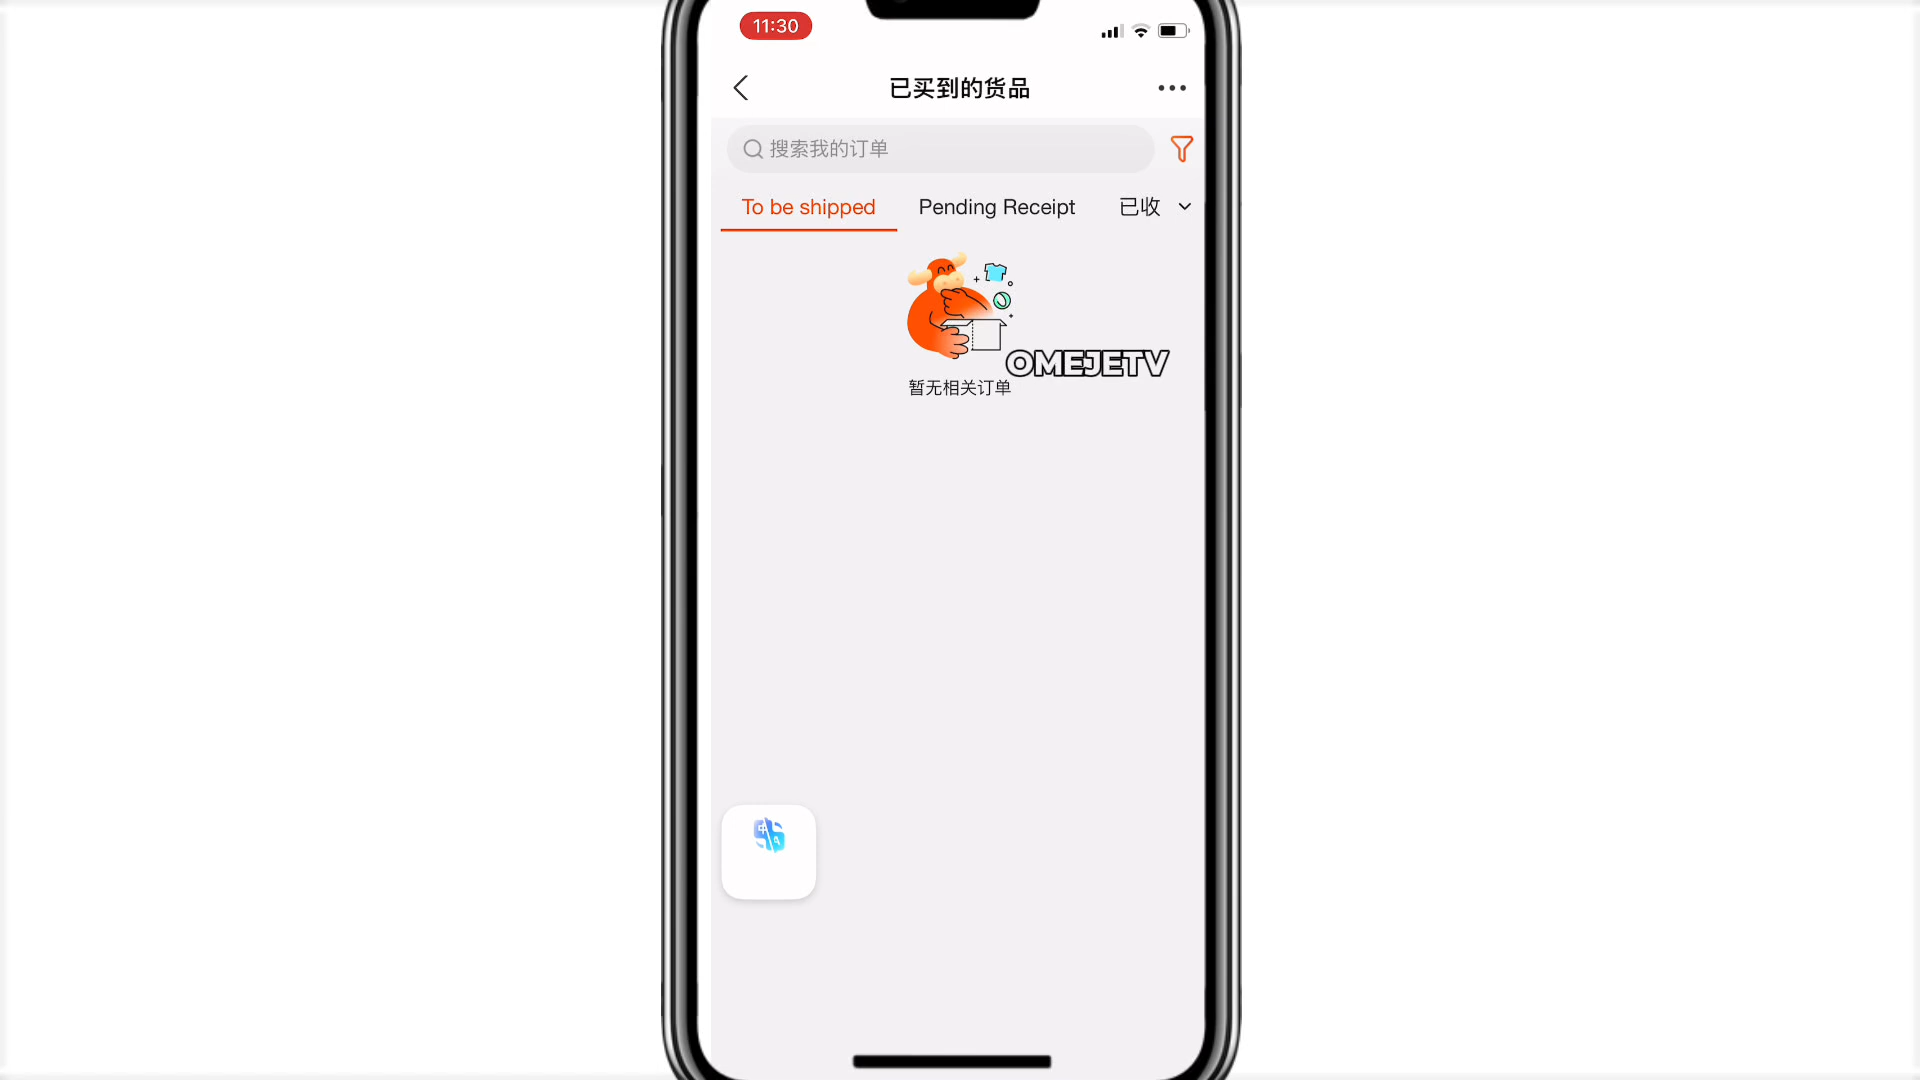 11:30
已买到的货品
搜索我的订单
To be shipped Pending Receipt 已收
OMEJETV
暂无相关订单
中 A